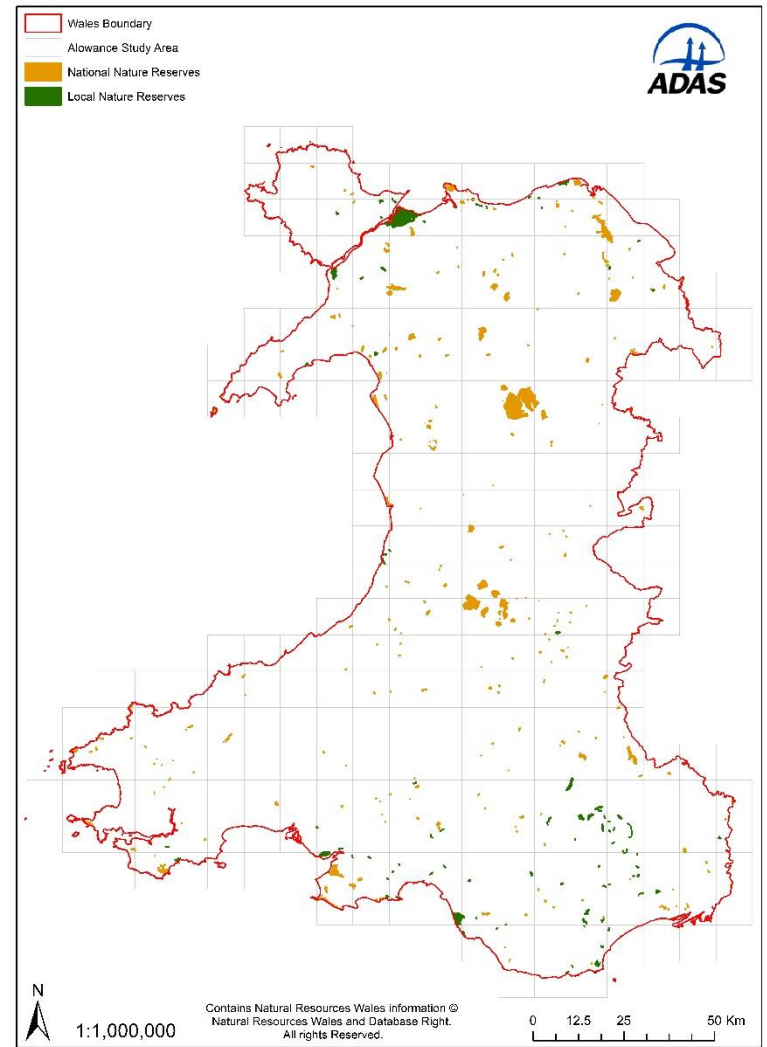 Wales Boundary
Alowance Study Area
National Nature Reserves
Local Nature Reserves
ADAS
N
1:1,000,000
Contains Natural Resources Wales information ©
Natural Resources Wales and Database Right.
All rights Reserved.
0 12.5 25 50 Km